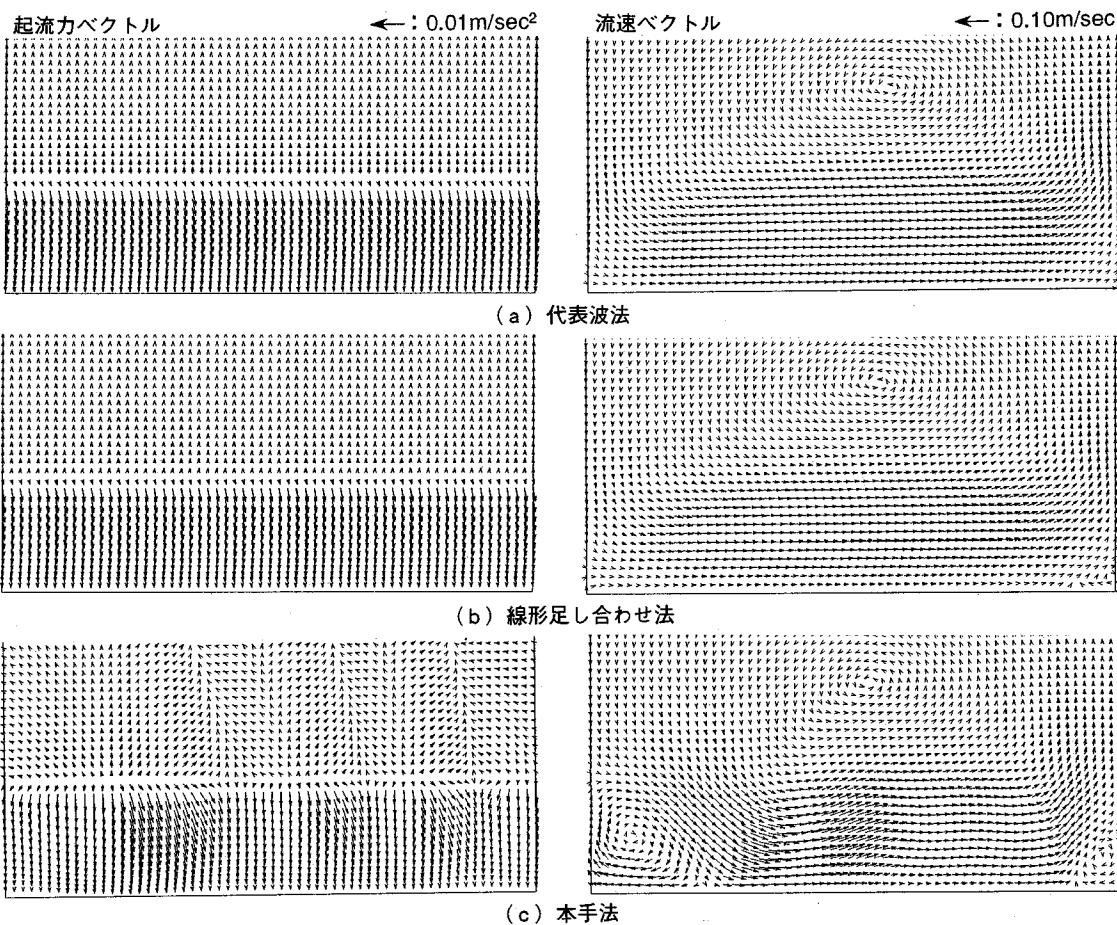 起流力ベクトル ←：0.01m/sec²
流速ベクトル ←：0.10m/sec
(a) 代表波法
(b) 線形足し合わせ法
(c) 本手法